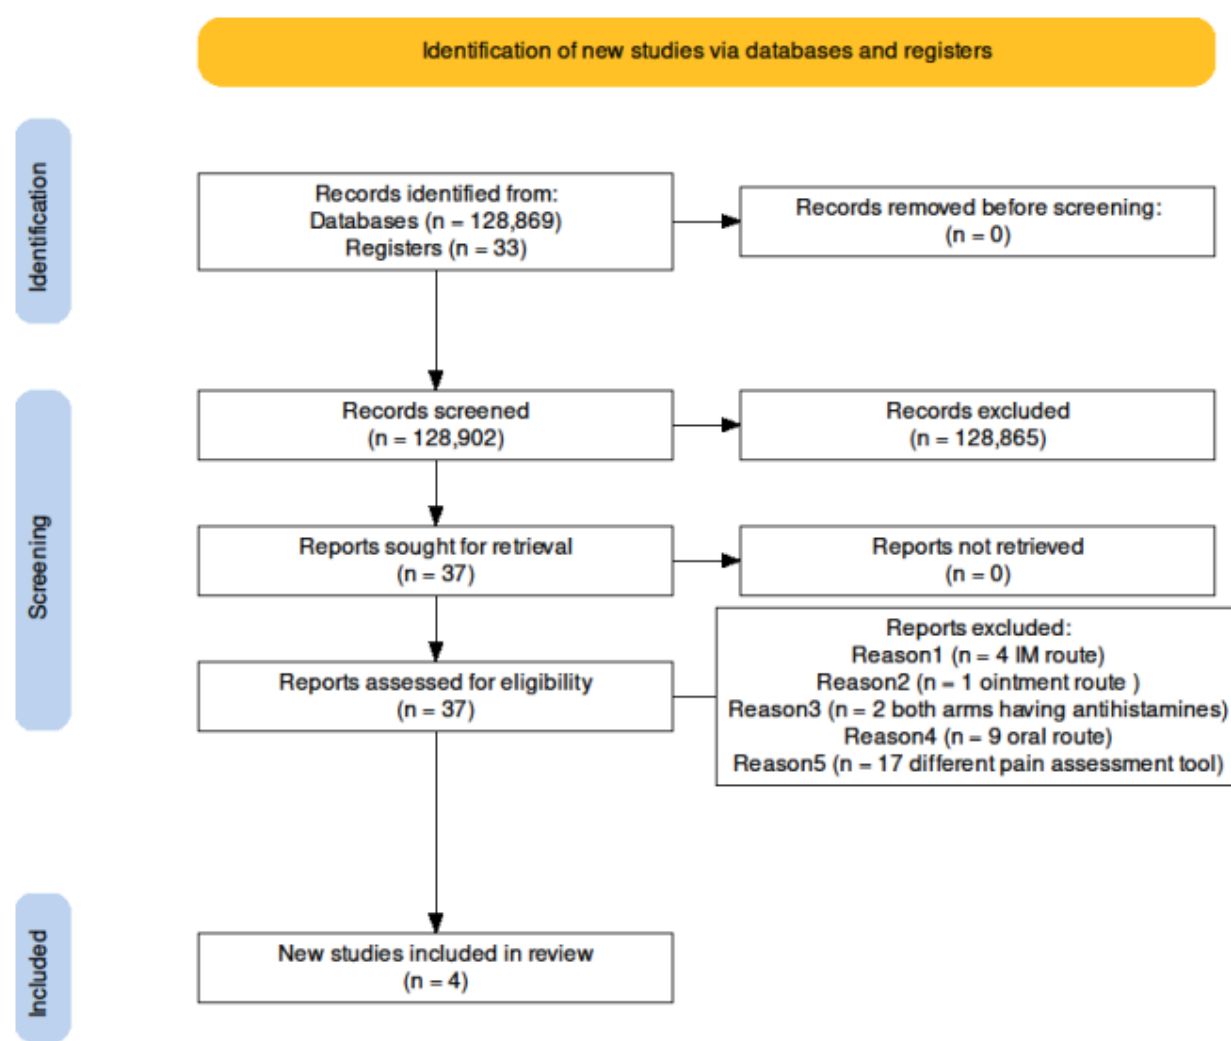 Identification of new studies via databases and registers
Identification
Records identified from:
Databases (n = 128,869)
Registers (n = 33)
Records removed before screening:
(n = 0)
Screening
Records screened
(n = 128,902)
Records excluded
(n = 128,865)
Reports sought for retrieval
(n = 37)
Reports not retrieved
(n = 0)
Reports assessed for eligibility
(n = 37)
Reports excluded:
Reason1 (n = 4 IM route)
Reason2 (n = 1 ointment route )
Reason3 (n = 2 both arms having antihistamines)
Reason4 (n = 9 oral route)
Reason5 (n = 17 different pain assessment tool)
Included
New studies included in review
(n = 4)